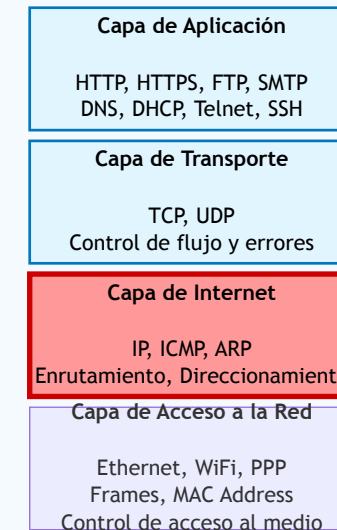 Capa de Aplicación
HTTP, HTTPS, FTP, SMTP
DNS, DHCP, Telnet, SSH
Capa de Transporte
TCP, UDP
Control de flujo y errores
Capa de Internet
IP, ICMP, ARP
Enrutamiento, Direccionamient
Capa de Acceso a la Red
Ethernet, WiFi, PPP
Frames, MAC Address
Control de acceso al medio